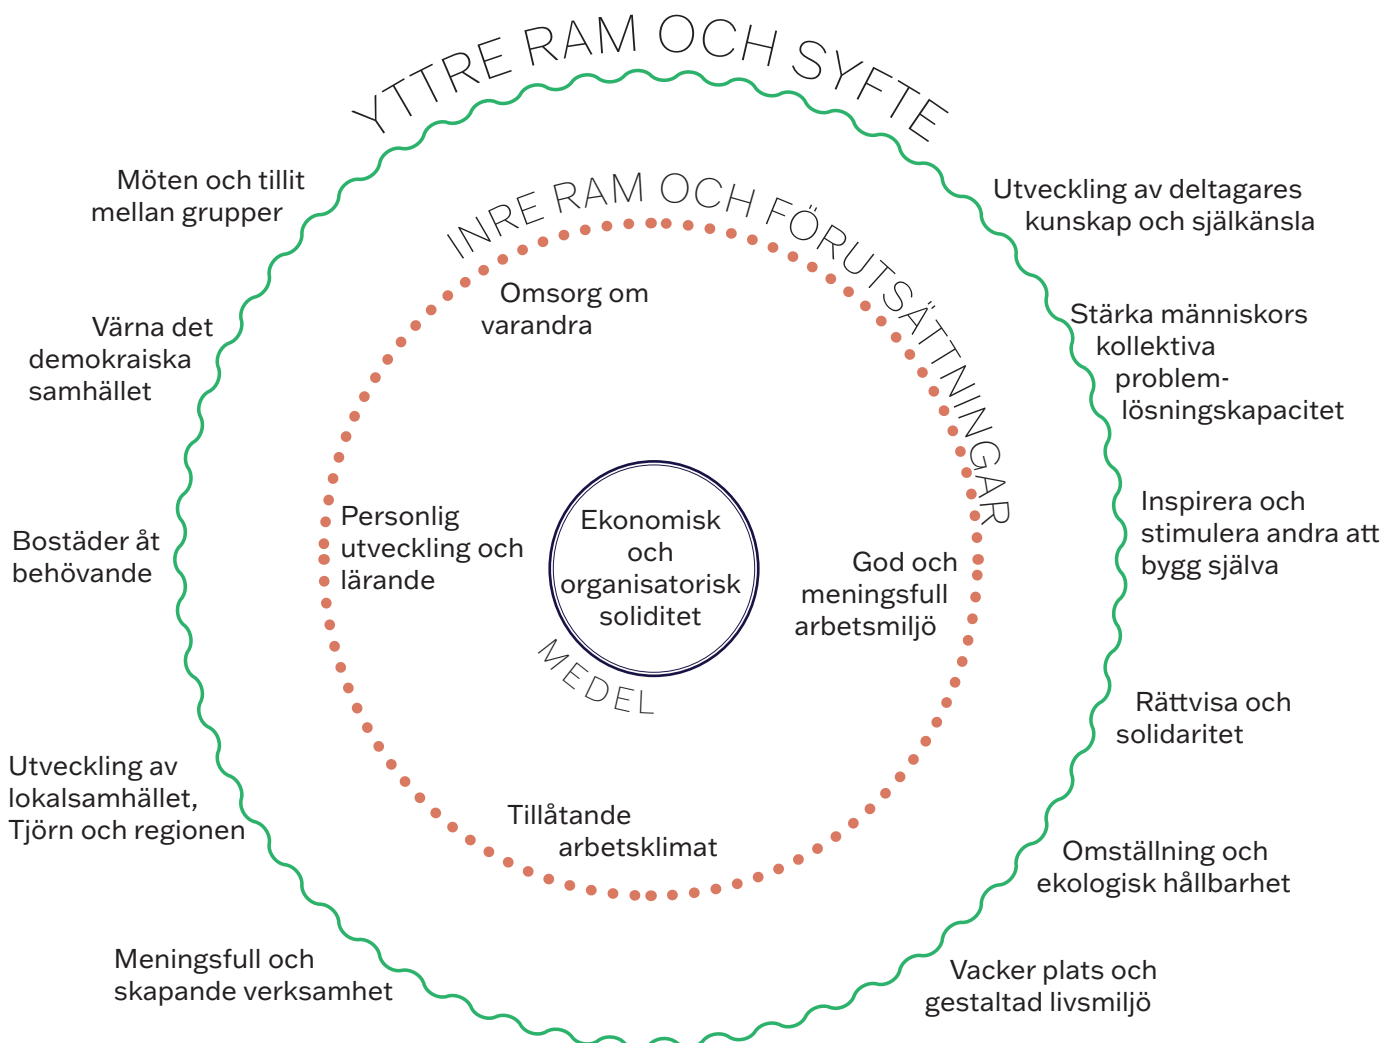 YTTRE RAM OCH SYFTE
Möten och tillit
mellan grupper
Värna det
demokraiska
samhället
Bostäder åt
behövande
Utveckling av
lokalsamhället,
Tjörn och regionen
Meningsfull och
skapande verksamhet
Utveckling av deltagares
kunskap och själkänsla
Stärka människors
kollektiva
problem-
lösningskapacitet
Inspirera och
stimulera andra att
bygg själva
Rättvisa och
solidaritet
Omställning och
ekologisk hållbarhet
Vacker plats och
gestaltad livsmiljö
INRE RAM OCH FÖRUTSÄTTNINGAR
Omsorg om
varandra
Personlig
utveckling och
lärande
God och
meningsfull
arbetsmiljö
Tillåtande
arbetsklimat
Ekonomisk
och
organisatorisk
soliditet
MEDEL